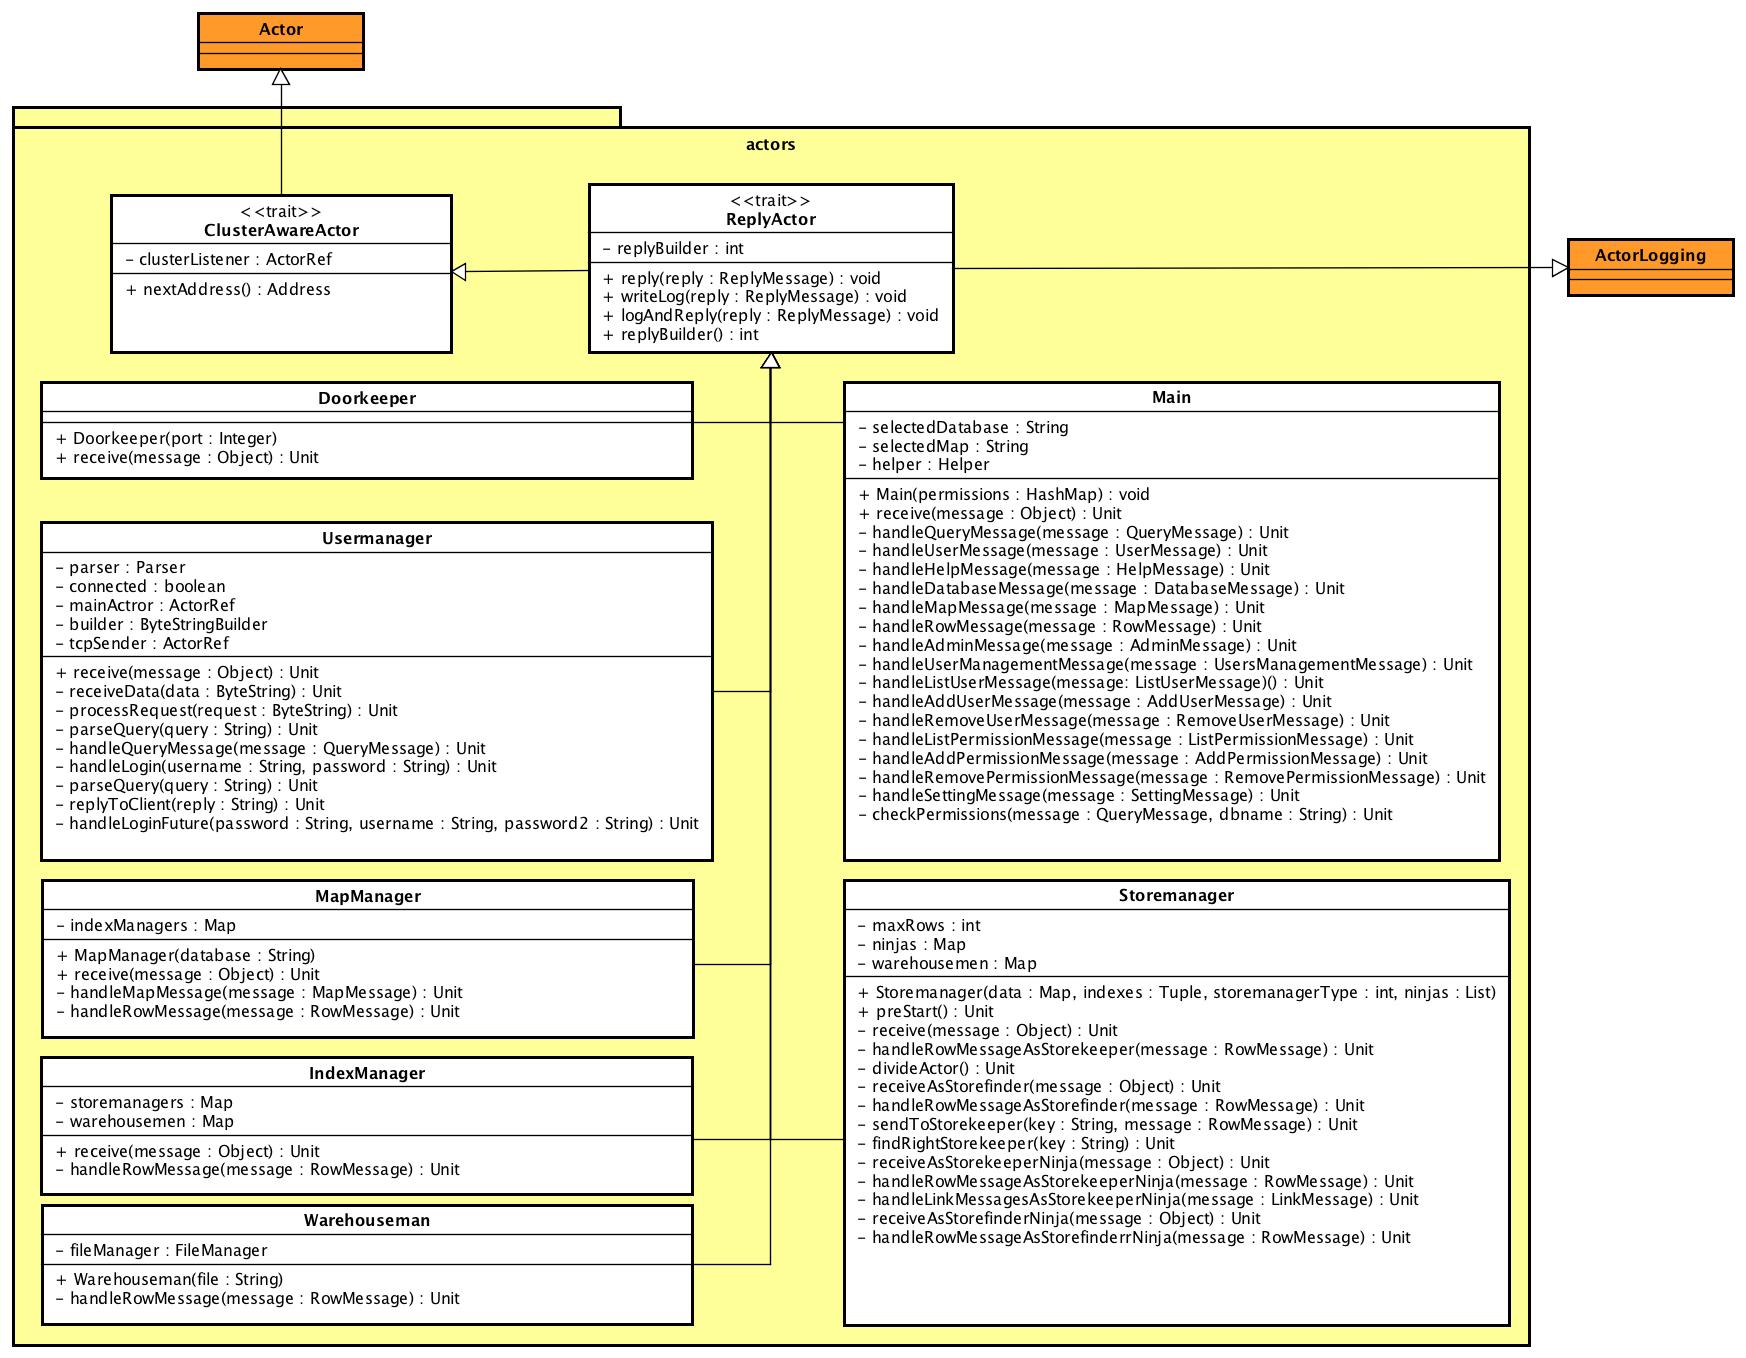 Actor
actors
<<trait>>
ClusterAwareActor
- clusterListener : ActorRef
+ nextAddress() : Address
<<trait>>
ReplyActor
- replyBuilder : int
+ reply(reply : ReplyMessage) : void
+ writeLog(reply : ReplyMessage) : void
+ logAndReply(reply : ReplyMessage) : void
+ replyBuilder() : int
ActorLogging
Doorkeeper
+ Doorkeeper(port : Integer)
+ receive(message : Object) : Unit
Main
- selectedDatabase : String
- selectedMap : String
- helper : Helper
+ Main(permissions : HashMap) : void
+ receive(message : Object) : Unit
- handleQueryMessage(message : QueryMessage) : Unit
- handleUserMessage(message : UserMessage) : Unit
- handleHelpMessage(message : HelpMessage) : Unit
- handleDatabaseMessage(message : DatabaseMessage) : Unit
- handleMapMessage(message : MapMessage) : Unit
- handleRowMessage(message : RowMessage) : Unit
- handleAdminMessage(message : AdminMessage) : Unit
- handleUserManagementMessage(message : UsersManagementMessage) : Unit
- handleListUserMessage(message: ListUserMessage)() : Unit
- handleAddUserMessage(message : AddUserMessage) : Unit
- handleRemoveUserMessage(message : RemoveUserMessage) : Unit
- handleListPermissionMessage(message : ListPermissionMessage) : Unit
- handleAddPermissionMessage(message : AddPermissionMessage) : Unit
- handleRemovePermissionMessage(message : RemovePermissionMessage) : Unit
- handleSettingMessage(message : SettingMessage) : Unit
- checkPermissions(message : QueryMessage, dbname : String) : Unit
Usermanager
- parser : Parser
- connected : boolean
- mainActror : ActorRef
- builder : ByteStringBuilder
- tcpSender : ActorRef
+ receive(message : Object) : Unit
- receiveData(data : ByteString) : Unit
- processRequest(request : ByteString) : Unit
- parseQuery(query : String) : Unit
- handleQueryMessage(message : QueryMessage) : Unit
- handleLogin(username : String, password : String) : Unit
- parseQuery(query : String) : Unit
- replyToClient(reply : String) : Unit
- handleLoginFuture(password : String, username : String, password2 : String) : Unit
MapManager
- indexManagers : Map
+ MapManager(database : String)
+ receive(message : Object) : Unit
- handleMapMessage(message : MapMessage) : Unit
- handleRowMessage(message : RowMessage) : Unit
Storemanager
- maxRows : int
- ninjas : Map
- warehousemen : Map
+ Storemanager(data : Map, indexes : Tuple, storemanagerType : int, ninjas : List)
+ preStart() : Unit
- receive(message : Object) : Unit
- handleRowMessageAsStorekeeper(message : RowMessage) : Unit
- divideActor() : Unit
- receiveAsStorefinder(message : Object) : Unit
- handleRowMessageAsStorefinder(message : RowMessage) : Unit
- sendToStorekeeper(key : String, message : RowMessage) : Unit
- findRightStorekeeper(key : String) : Unit
- receiveAsStorekeeperNinja(message : Object) : Unit
- handleRowMessageAsStorekeeperNinja(message : RowMessage) : Unit
- handleLinkMessagesAsStorekeeperNinja(message : LinkMessage) : Unit
- receiveAsStorefinderNinja(message : Object) : Unit
- handleRowMessageAsStorefinderrNinja(message : RowMessage) : Unit
IndexManager
- storemanagers : Map
- warehousemen : Map
+ receive(message : Object) : Unit
- handleRowMessage(message : RowMessage) : Unit
Warehouseman
- fileManager : FileManager
+ Warehouseman(file : String)
- handleRowMessage(message : RowMessage) : Unit